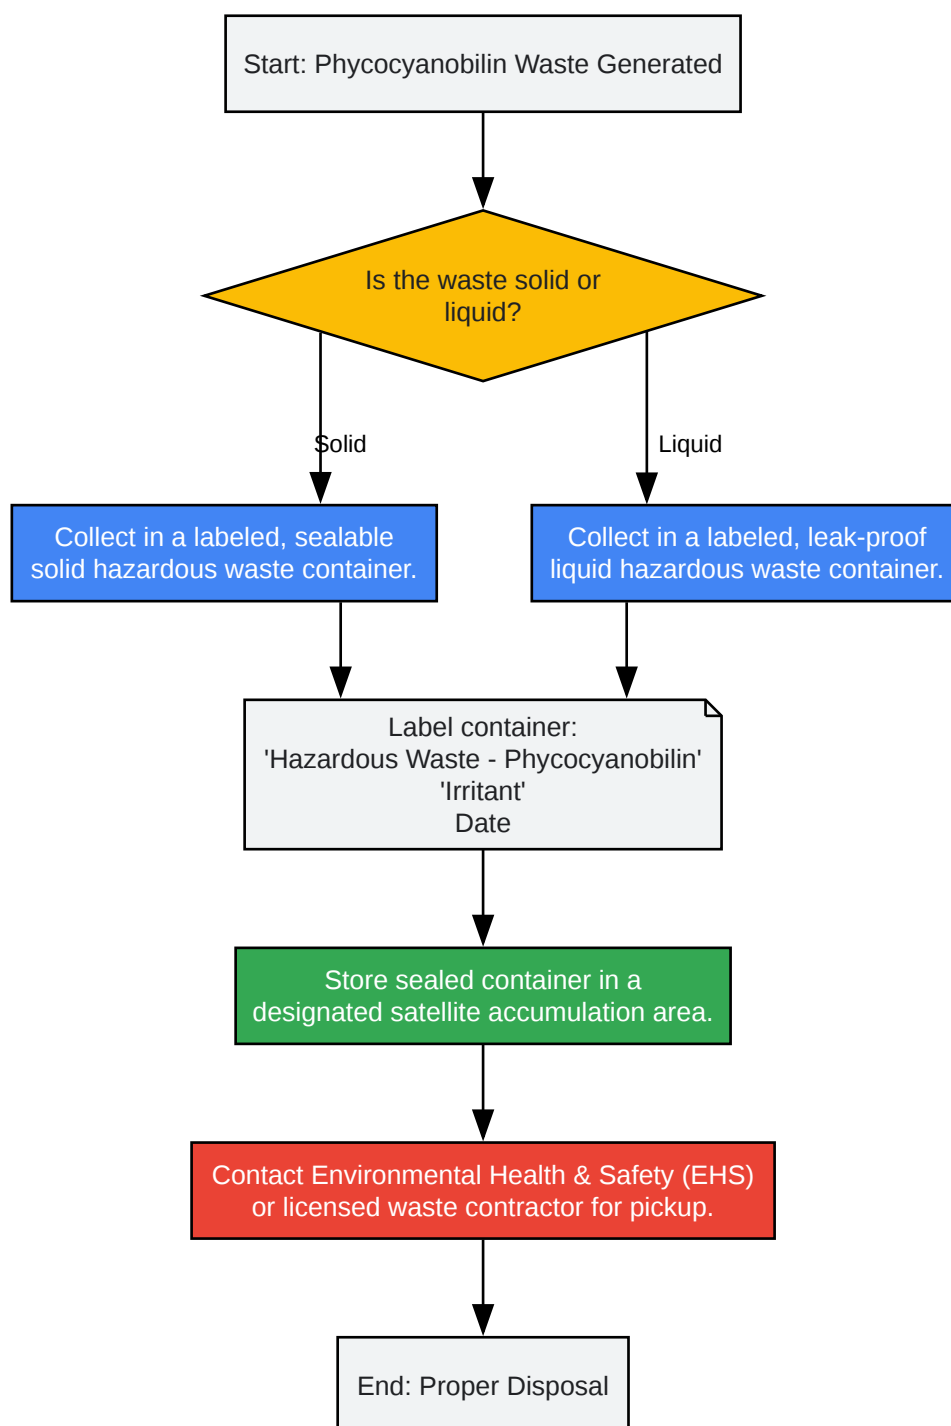 Start: Phycocyanobilin Waste Generated
Is the waste solid or
liquid?
Solid
Liquid
Collect in a labeled, sealable
solid hazardous waste container.
Collect in a labeled, leak-proof
liquid hazardous waste container.
Label container:
'Hazardous Waste - Phycocyanobilin'
'Irritant'
Date
Store sealed container in a
designated satellite accumulation area.
Contact Environmental Health & Safety (EHS)
or licensed waste contractor for pickup.
End: Proper Disposal